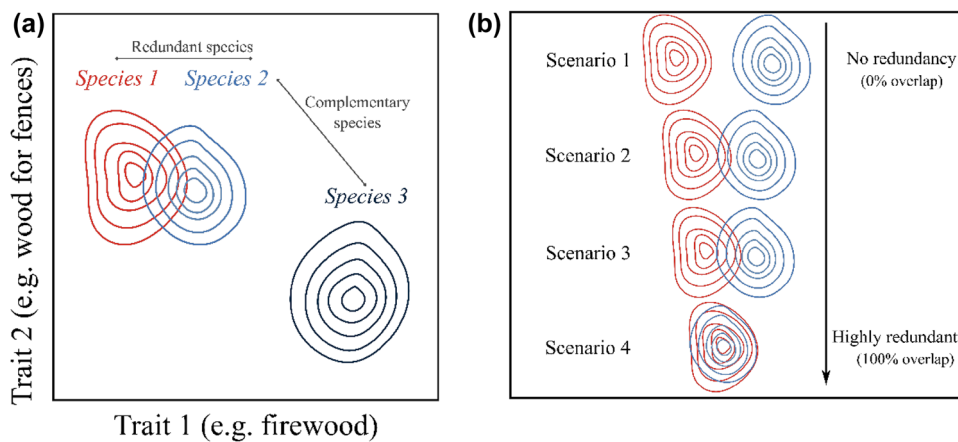 (a)
Redundant species
Species 1
Species 2
Complementary
species
Species 3
Trait 2 (e.g. wood for fences)
Trait 1 (e.g. firewood)
(b)
Scenario 1
No redundancy
(0% overlap)
Scenario 2
Scenario 3
Scenario 4
Highly redundant
(100% overlap)